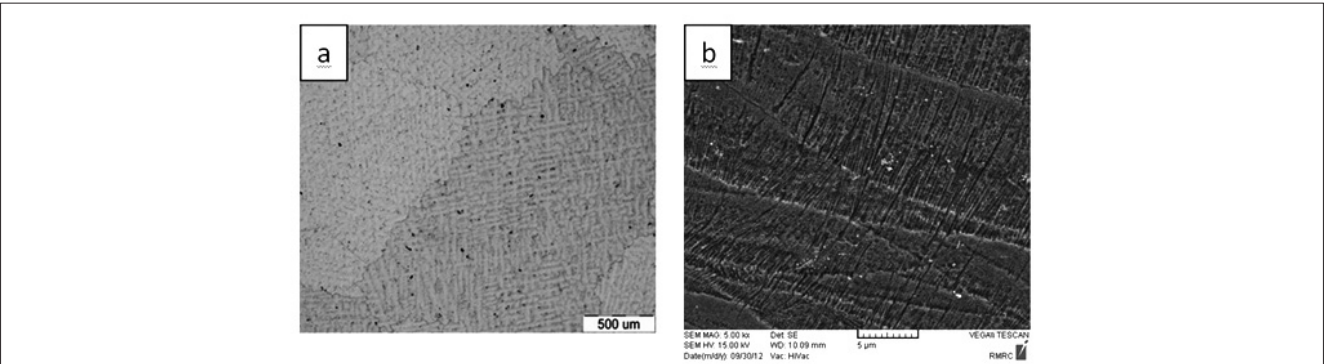 a
b
500 um
SEM MAG: 5.00 kx Det: SE VEGA\\ TESCAN
SEM HV: 15.00 kV WD: 10.09 mm 5 µm
Date(m/d/y): 09/30/12 Vac: HiVac RMRC